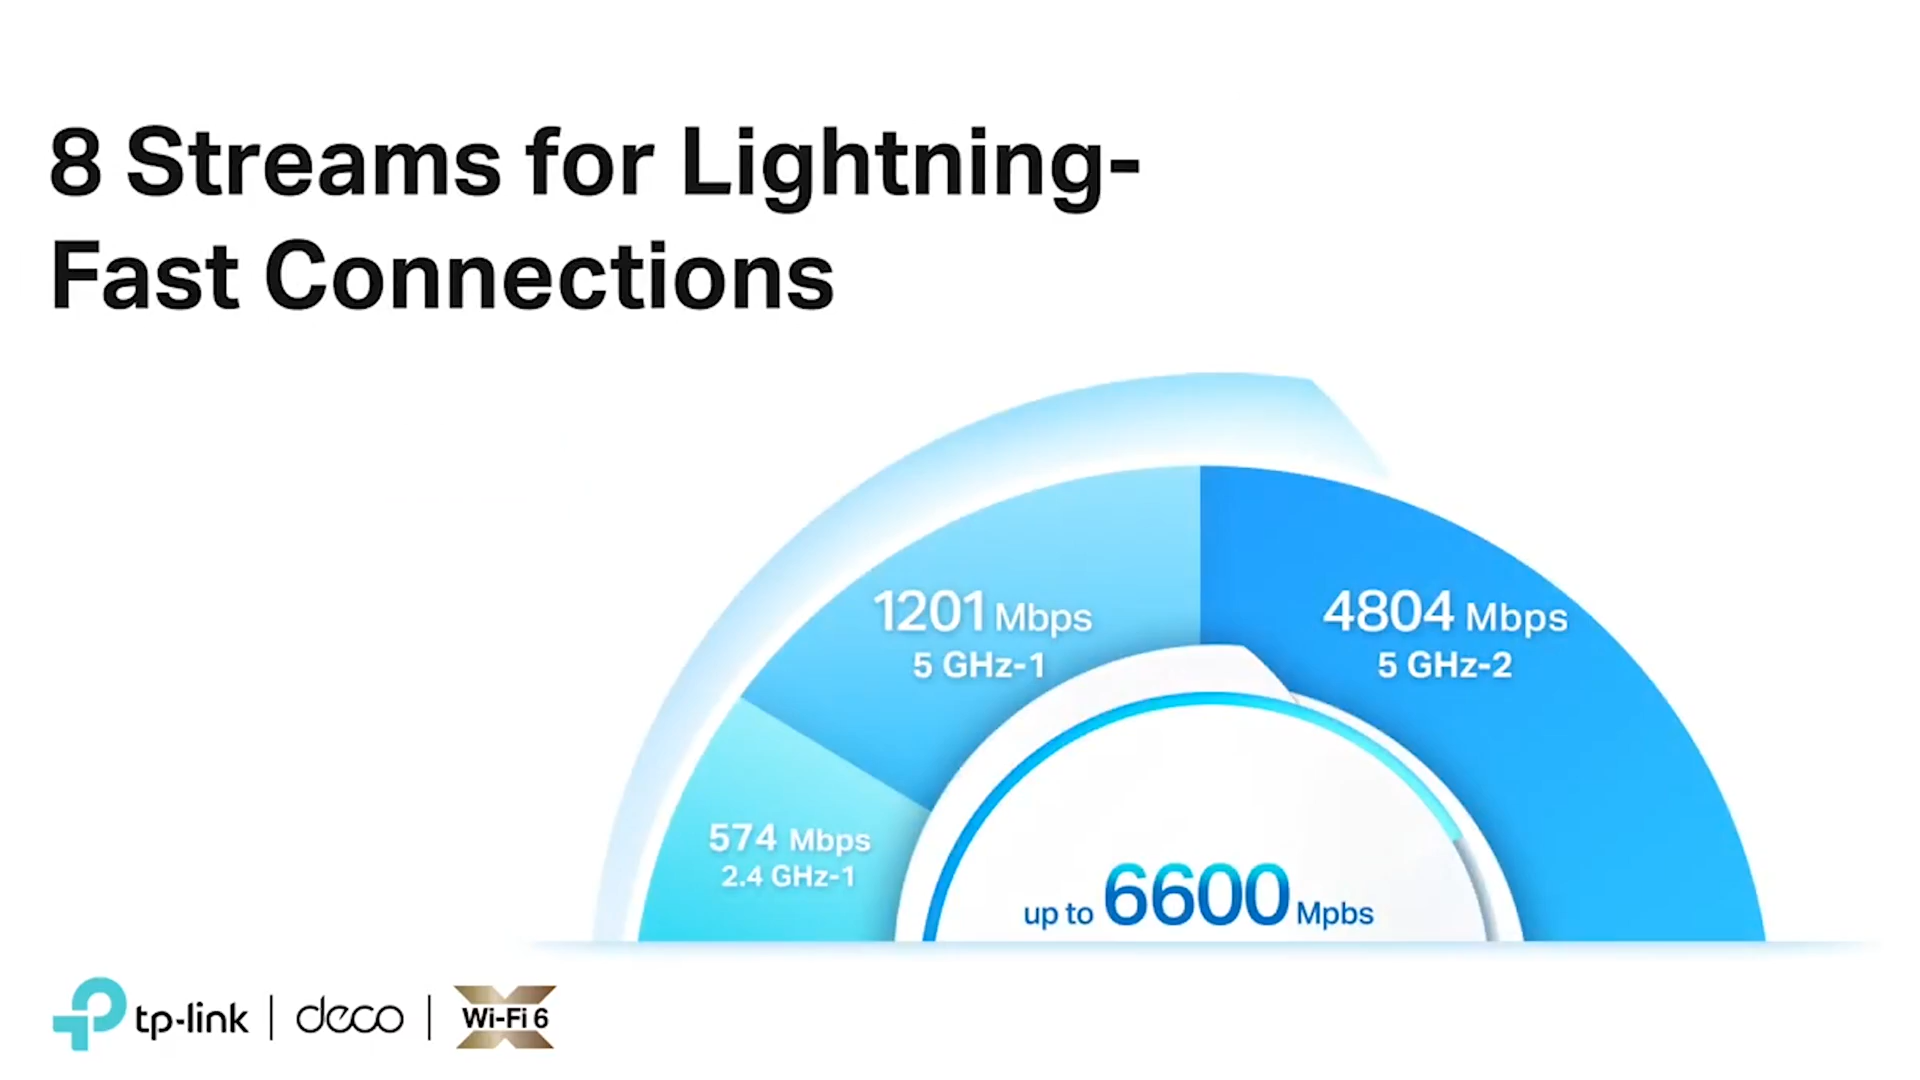 8 Streams for Lightning-
Fast Connections
1201 Mbps
5 GHz-1
4804 Mbps
5 GHz-2
574 Mbps
2.4 GHz-1
up to 6600 Mpbs
tp-link | deco | Wi-Fi 6